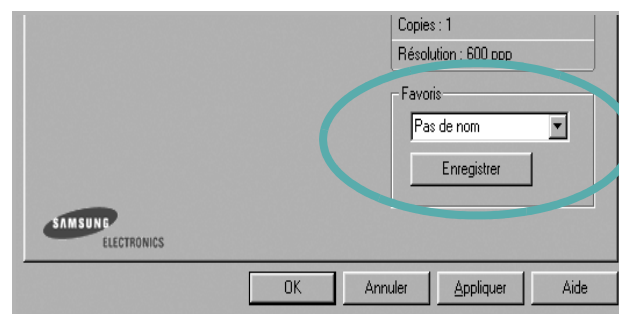 Copies : 1
Résolution : 600 ppp
Favoris
Pas de nom
Enregistrer
SAMSUNG
ELECTRONICS
OK Annuler Appliquer Aide